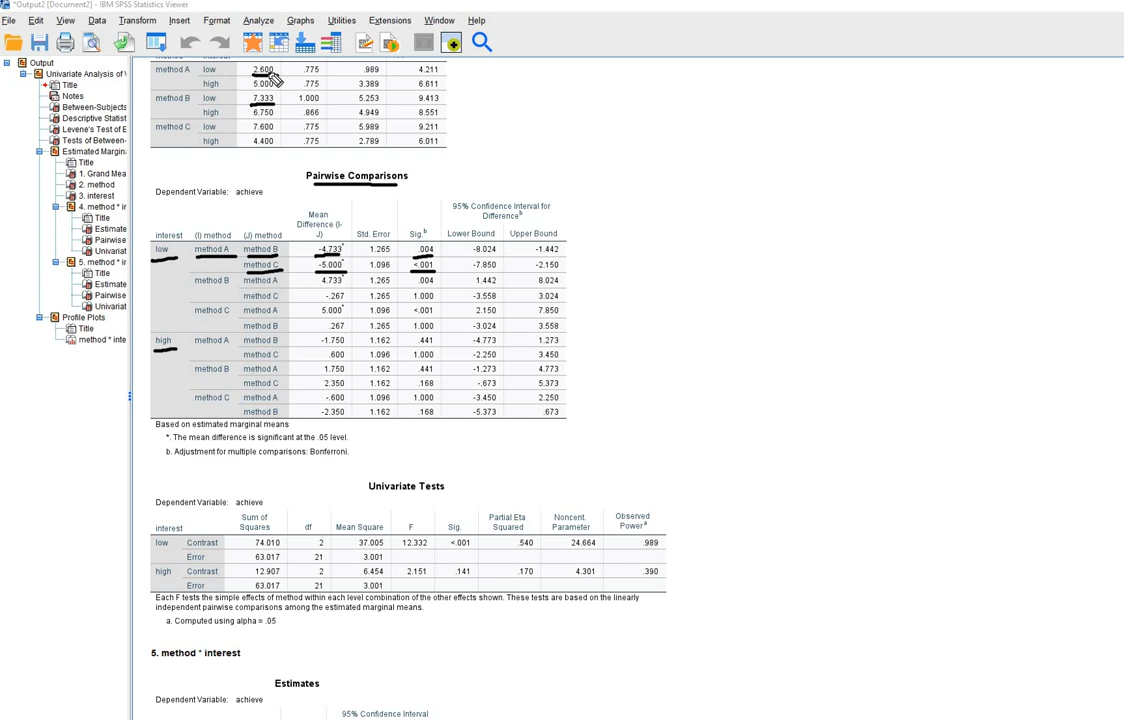 *Output2 [Document2] - IBM SPSS Statistics Viewer
File Edit View Data Transform Insert Format Analyze Graphs Utilities Extensions Window Help
Output
Univariate Analysis of V
Title
Notes
Between-Subjects
Descriptive Statist
Levene's Test of E
Tests of Between-
Estimated Margina
Title
1. Grand Mea
2. method
3. interest
4. method * ir
Title
Estimate
Pairwise
Univariat
5. method * ir
Title
Estimate
Pairwise
Univariat
Profile Plots
Title
method * inte
method A low 2.600 .775 .989 4.211
high 5.000 .775 3.389 6.611
method B low 7.333 1.000 5.253 9.413
high 6.750 .866 4.949 8.551
method C low 7.600 .775 5.989 9.211
high 4.400 .775 2.789 6.011
Pairwise Comparisons
Dependent Variable: achieve
95% Confidence Interval for
Difference b
Mean
Difference (I-
J)
interest (I) method (J) method Std. Error Sig.b Lower Bound Upper Bound
low method A method B -4.733* 1.265 .004 -8.024 -1.442
method C -5.000* 1.096 <.001 -7.850 -2.150
method B method A 4.733* 1.265 .004 1.442 8.024
method C -.267 1.265 1.000 -3.558 3.024
method C method A 5.000* 1.096 <.001 2.150 7.850
method B .267 1.265 1.000 -3.024 3.558
high method A method B -1.750 1.162 .441 -4.773 1.273
method C .600 1.096 1.000 -2.250 3.450
method B method A 1.750 1.162 .441 -1.273 4.773
method C 2.350 1.162 .168 -.673 5.373
method C method A -.600 1.096 1.000 -3.450 2.250
method B -2.350 1.162 .168 -5.373 .673
Based on estimated marginal means
*. The mean difference is significant at the .05 level.
b. Adjustment for multiple comparisons: Bonferroni.
Univariate Tests
Dependent Variable: achieve
Sum of
Squares
Partial Eta
Squared
Noncent.
Parameter
Observed
Power a
interest df Mean Square F Sig.
low Contrast 74.010 2 37.005 12.332 <.001 .540 24.664 .989
Error 63.017 21 3.001
high Contrast 12.907 2 6.454 2.151 .141 .170 4.301 .390
Error 63.017 21 3.001
Each F tests the simple effects of method within each level combination of the other effects shown. These tests are based on the linearly
independent pairwise comparisons among the estimated marginal means.
a. Computed using alpha = .05
5. method * interest
Estimates
Dependent Variable: achieve
95% Confidence Interval